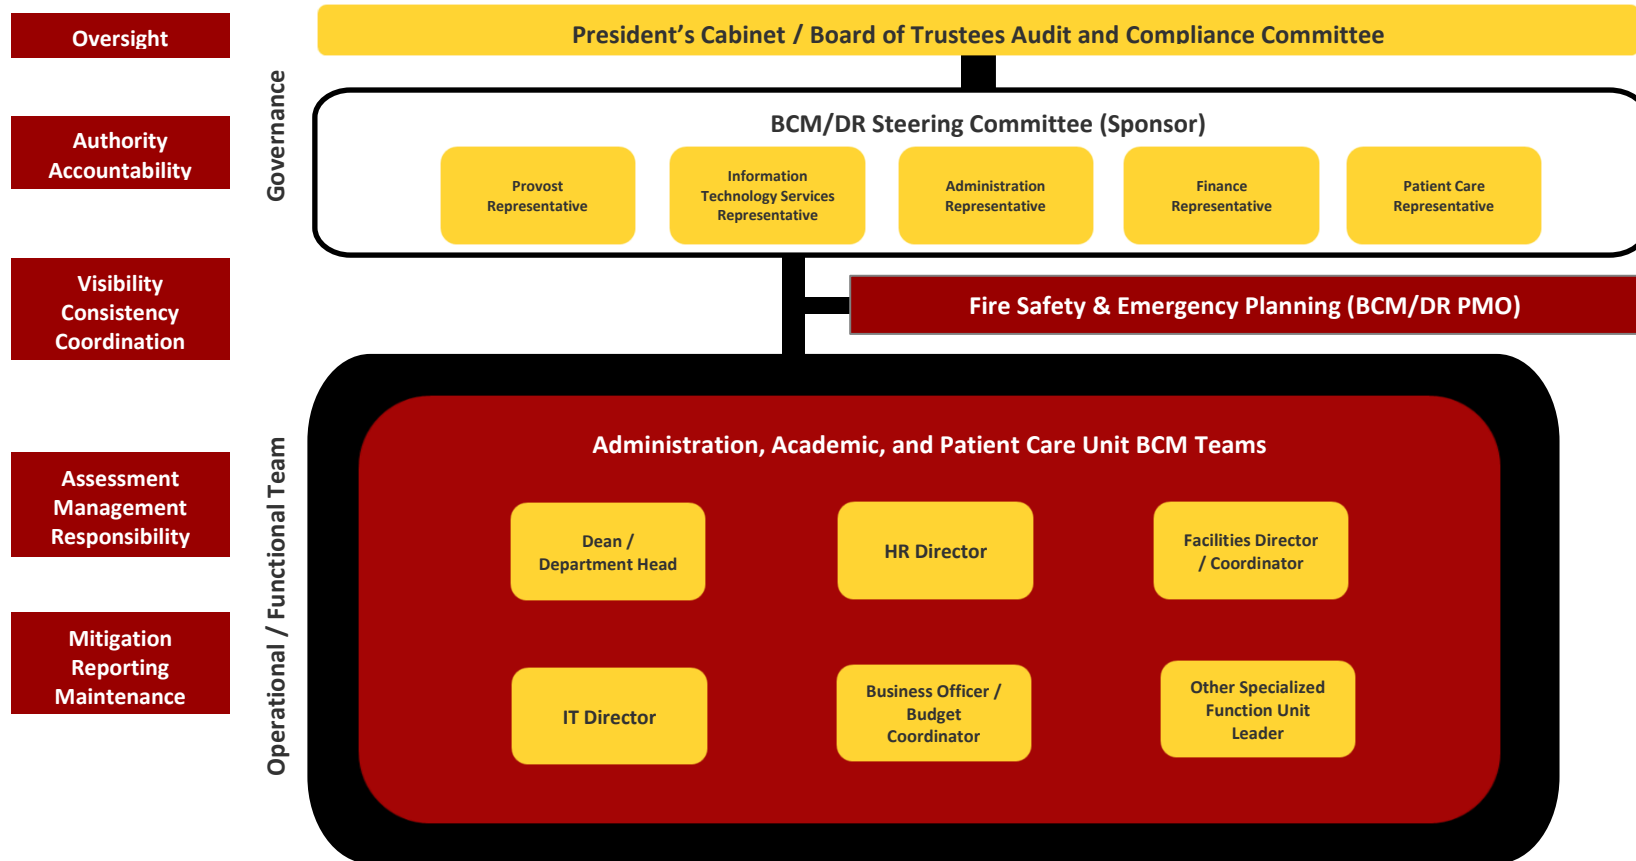 Oversight
President's Cabinet / Board of Trustees Audit and Compliance Committee
Governance
Authority
Accountability
BCM/DR Steering Committee (Sponsor)
Provost
Representative
Information
Technology Services
Representative
Administration
Representative
Finance
Representative
Patient Care
Representative
Visibility
Consistency
Coordination
Fire Safety & Emergency Planning (BCM/DR PMO)
Operational / Functional Team
Assessment
Management
Responsibility
Mitigation
Reporting
Maintenance
Administration, Academic, and Patient Care Unit BCM Teams
Dean /
Department Head
HR Director
Facilities Director
/ Coordinator
IT Director
Business Officer /
Budget
Coordinator
Other Specialized
Function Unit
Leader